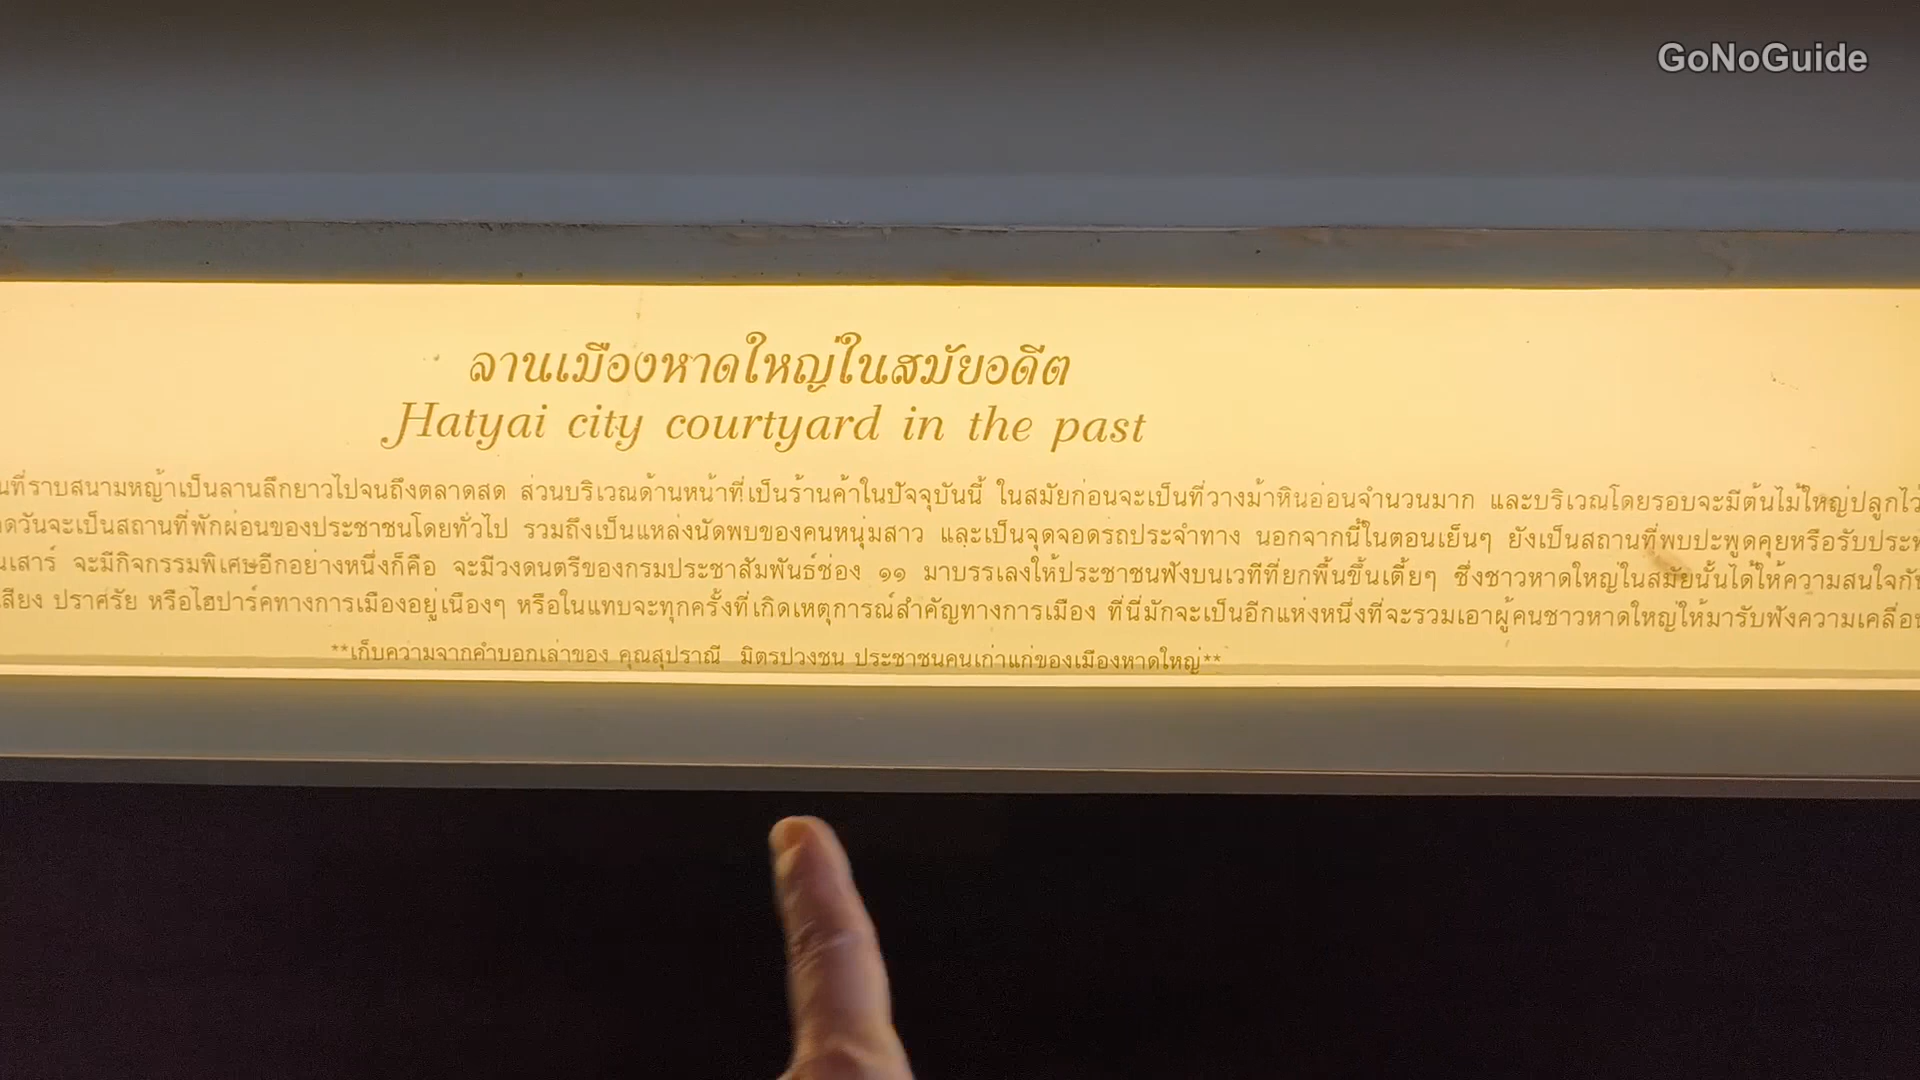 GoNoGuide
ลานเมืองหาดใหญ่ในสมัยอดีต
Hatyai city courtyard in the past
นที่ราบสนามหญ้าเป็นลานลึกยาวไปจนถึงตลาดสด ส่วนบริเวณด้านหน้าที่เป็นร้านค้าในปัจจุบันนี้ ในสมัยก่อนจะเป็นที่วางม้าหินอ่อนจำนวนมาก และบริเวณโดยรอบจะมีต้นไม้ใหญ่ปลูกไว้
ดวันจะเป็นสถานที่พักผ่อนของประชาชนโดยทั่วไป รวมถึงเป็นแหล่งนัดพบของคนหนุ่มสาว และเป็นจุดจอดรถประจำทาง นอกจากนี้ในตอนเย็นๆ ยังเป็นสถานที่พบปะพูดคุยหรือรับประท
นเสาร์ จะมีกิจกรรมพิเศษอีกอย่างหนึ่งก็คือ จะมีวงดนตรีของกรมประชาสัมพันธ์ช่อง ๑๑ มาบรรเลงให้ประชาชนฟังบนเวทีที่ยกพื้นขึ้นเตี้ยๆ ซึ่งชาวหาดใหญ่ในสมัยนั้นได้ให้ความสนใจกัน
เสียง ปราศรัย หรือไฮปาร์คทางการเมืองอยู่เนืองๆ หรือในแทบจะทุกครั้งที่เกิดเหตุการณ์สำคัญทางการเมือง ที่นี่มักจะเป็นอีกแห่งหนึ่งที่จะรวมเอาผู้คนชาวหาดใหญ่ให้มารับฟังความเคลื่อน
**เก็บความจากคำบอกเล่าของ คุณสุปราณี มิตรปวงชน ประชาชนคนเก่าแก่ของเมืองหาดใหญ่**